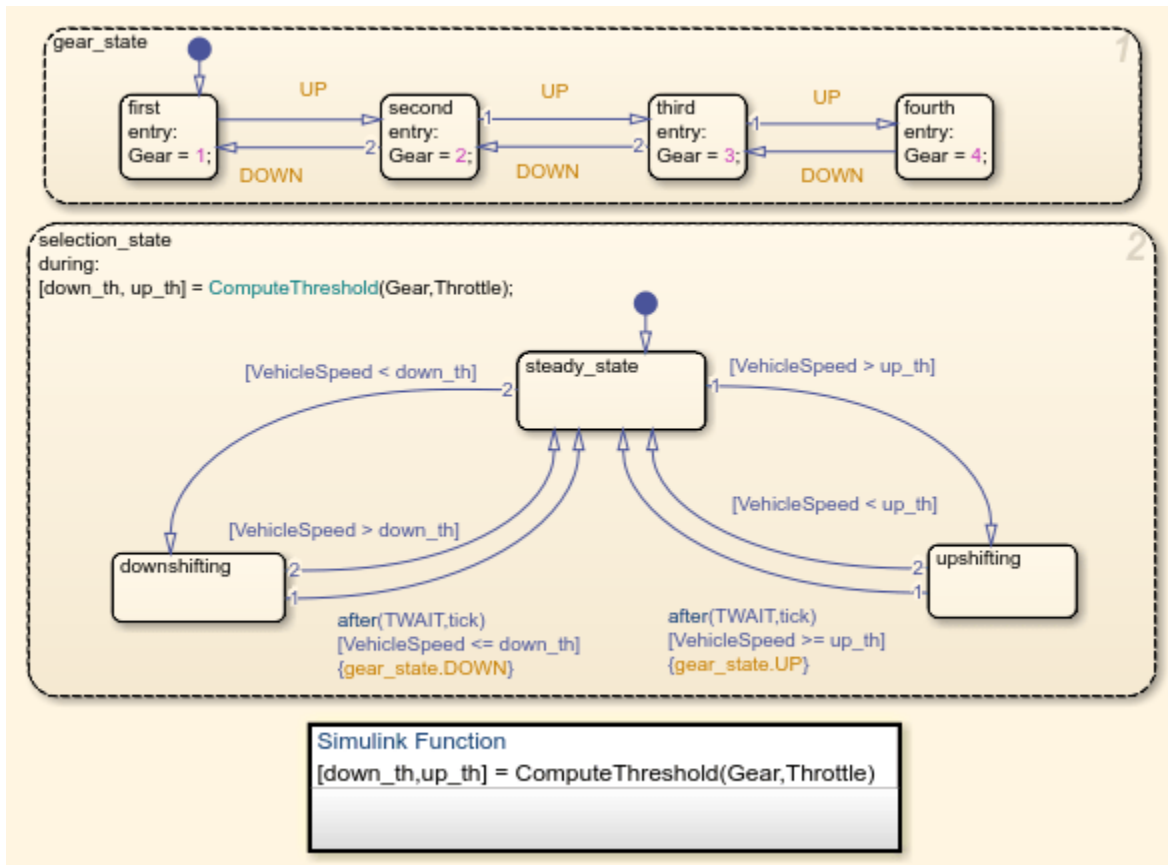 gear_state
1
UP
UP
UP
first
entry:
Gear = 1;
second
entry:
Gear = 2;
third
entry:
Gear = 3;
fourth
entry:
Gear = 4;
1
2
1
2
DOWN
DOWN
DOWN
selection_state
2
during:
[down_th, up_th] = ComputeThreshold(Gear,Throttle);
[VehicleSpeed < down_th]
2
steady_state
1
[VehicleSpeed > up_th]
[VehicleSpeed > down_th]
[VehicleSpeed < up_th]
downshifting
2
1
upshifting
2
1
after(TWAIT,tick)
[VehicleSpeed <= down_th]
{gear_state.DOWN}
after(TWAIT,tick)
[VehicleSpeed >= up_th]
{gear_state.UP}
Simulink Function
[down_th,up_th] = ComputeThreshold(Gear,Throttle)